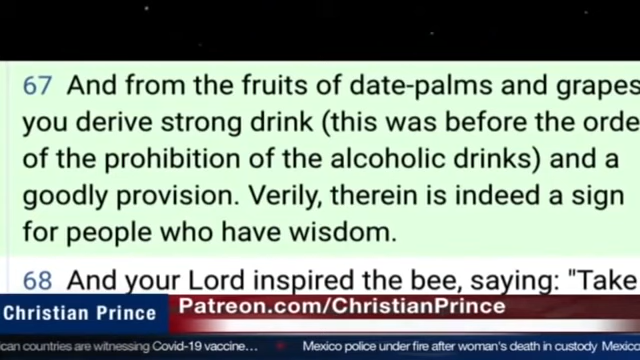 67 And from the fruits of date-palms and grapes
you derive strong drink (this was before the orde
of the prohibition of the alcoholic drinks) and a
goodly provision. Verily, therein is indeed a sign
for people who have wisdom.
68 And your Lord inspired the bee, saying: "Take
Christian Prince
Patreon.com/ChristianPrince
ican countries are witnessing Covid-19 vaccine... Mexico police under fire after woman's death in custody Mexico